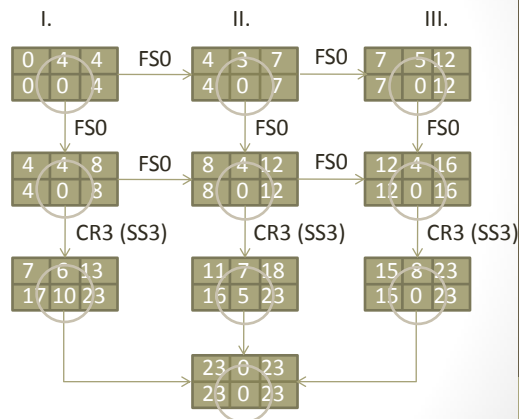 I. II. III.
0 4 4 FS0 4 3 7 FS0 7 5 12
0 0 4 4 0 7 7 0 12
FS0 FS0 FS0
4 4 8 FS0 8 4 12 FS0 12 4 16
4 0 8 8 0 12 12 0 16
CR3 (SS3) CR3 (SS3) CR3 (SS3)
7 6 13 11 7 18 15 8 23
17 10 23 16 5 23 15 0 23
23 0 23
23 0 23